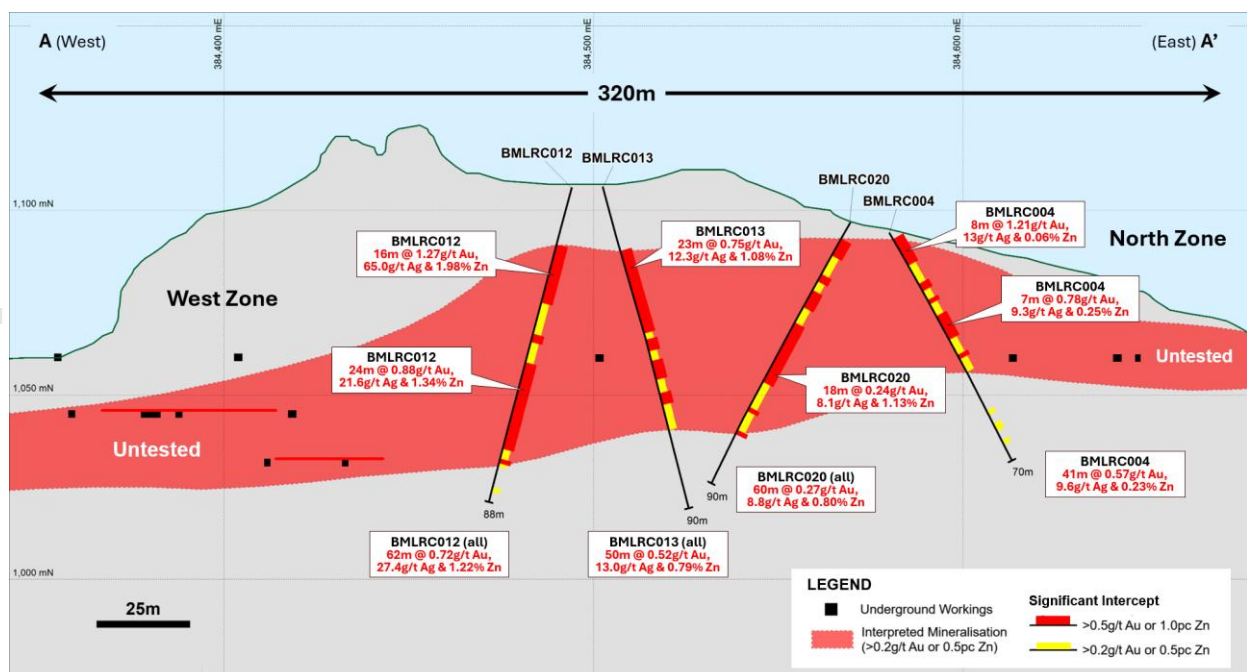 A (West)
384,400 mE
384,500 mE
384,600 mE
(East) A'
320m
BMLRC012
BMLRC013
BMLRC020
BMLRC004
1,100 mN
1,050 mN
1,000 mN
West Zone
North Zone
BMLRC012
16m @ 1.27g/t Au,
65.0g/t Ag & 1.98% Zn
BMLRC013
23m @ 0.75g/t Au,
12.3g/t Ag & 1.08% Zn
BMLRC004
8m @ 1.21g/t Au,
13g/t Ag & 0.06% Zn
BMLRC004
7m @ 0.78g/t Au,
9.3g/t Ag & 0.25% Zn
BMLRC012
24m @ 0.88g/t Au,
21.6g/t Ag & 1.34% Zn
BMLRC020
18m @ 0.24g/t Au,
8.1g/t Ag & 1.13% Zn
Untested
Untested
88m
90m
90m
70m
BMLRC020 (all)
60m @ 0.27g/t Au,
8.8g/t Ag & 0.80% Zn
BMLRC004
41m @ 0.57g/t Au,
9.6g/t Ag & 0.23% Zn
BMLRC012 (all)
62m @ 0.72g/t Au,
27.4g/t Ag & 1.22% Zn
BMLRC013 (all)
50m @ 0.52g/t Au,
13.0g/t Ag & 0.79% Zn
25m
LEGEND
Underground Workings
Interpreted Mineralisation
(>0.2g/t Au or 0.5pc Zn)
Significant Intercept
>0.5g/t Au or 1.0pc Zn
>0.2g/t Au or 0.5pc Zn